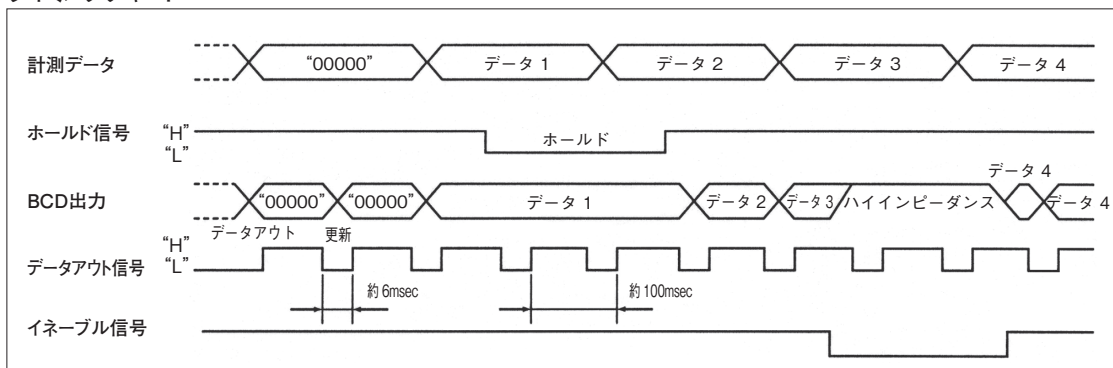 計測データ "00000" データ 1 データ 2 データ 3 データ 4
ホールド信号 "H" "L" ホールド
データ 4
BCD出力 "00000" "00000" データ 1 データ 2 データ 3 ハイインピーダンス データ 4
データアウト 更新
データアウト信号 "H" "L"
約 6msec 約 100msec
イネーブル信号